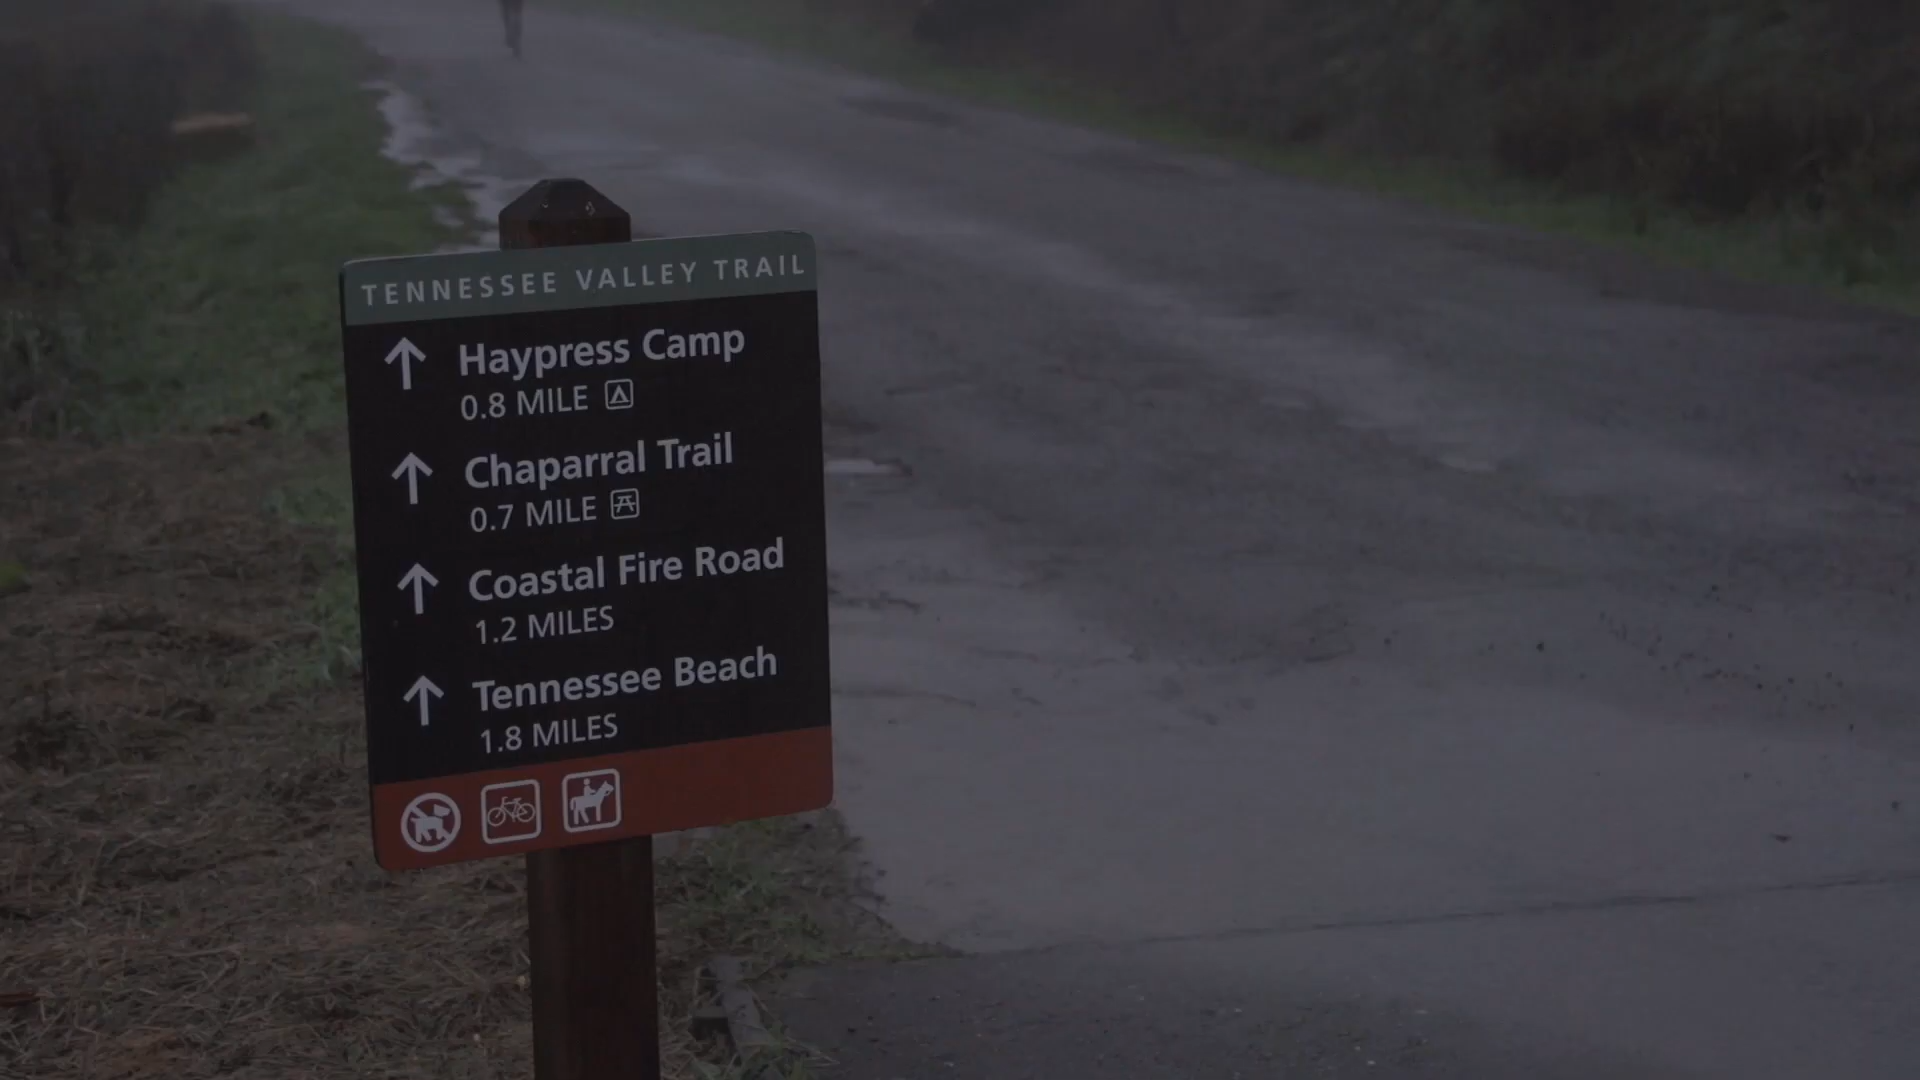 TENNESSEE VALLEY TRAIL
Haypress Camp
0.8 MILE
Chaparral Trail
0.7 MILE
Coastal Fire Road
1.2 MILES
Tennessee Beach
1.8 MILES